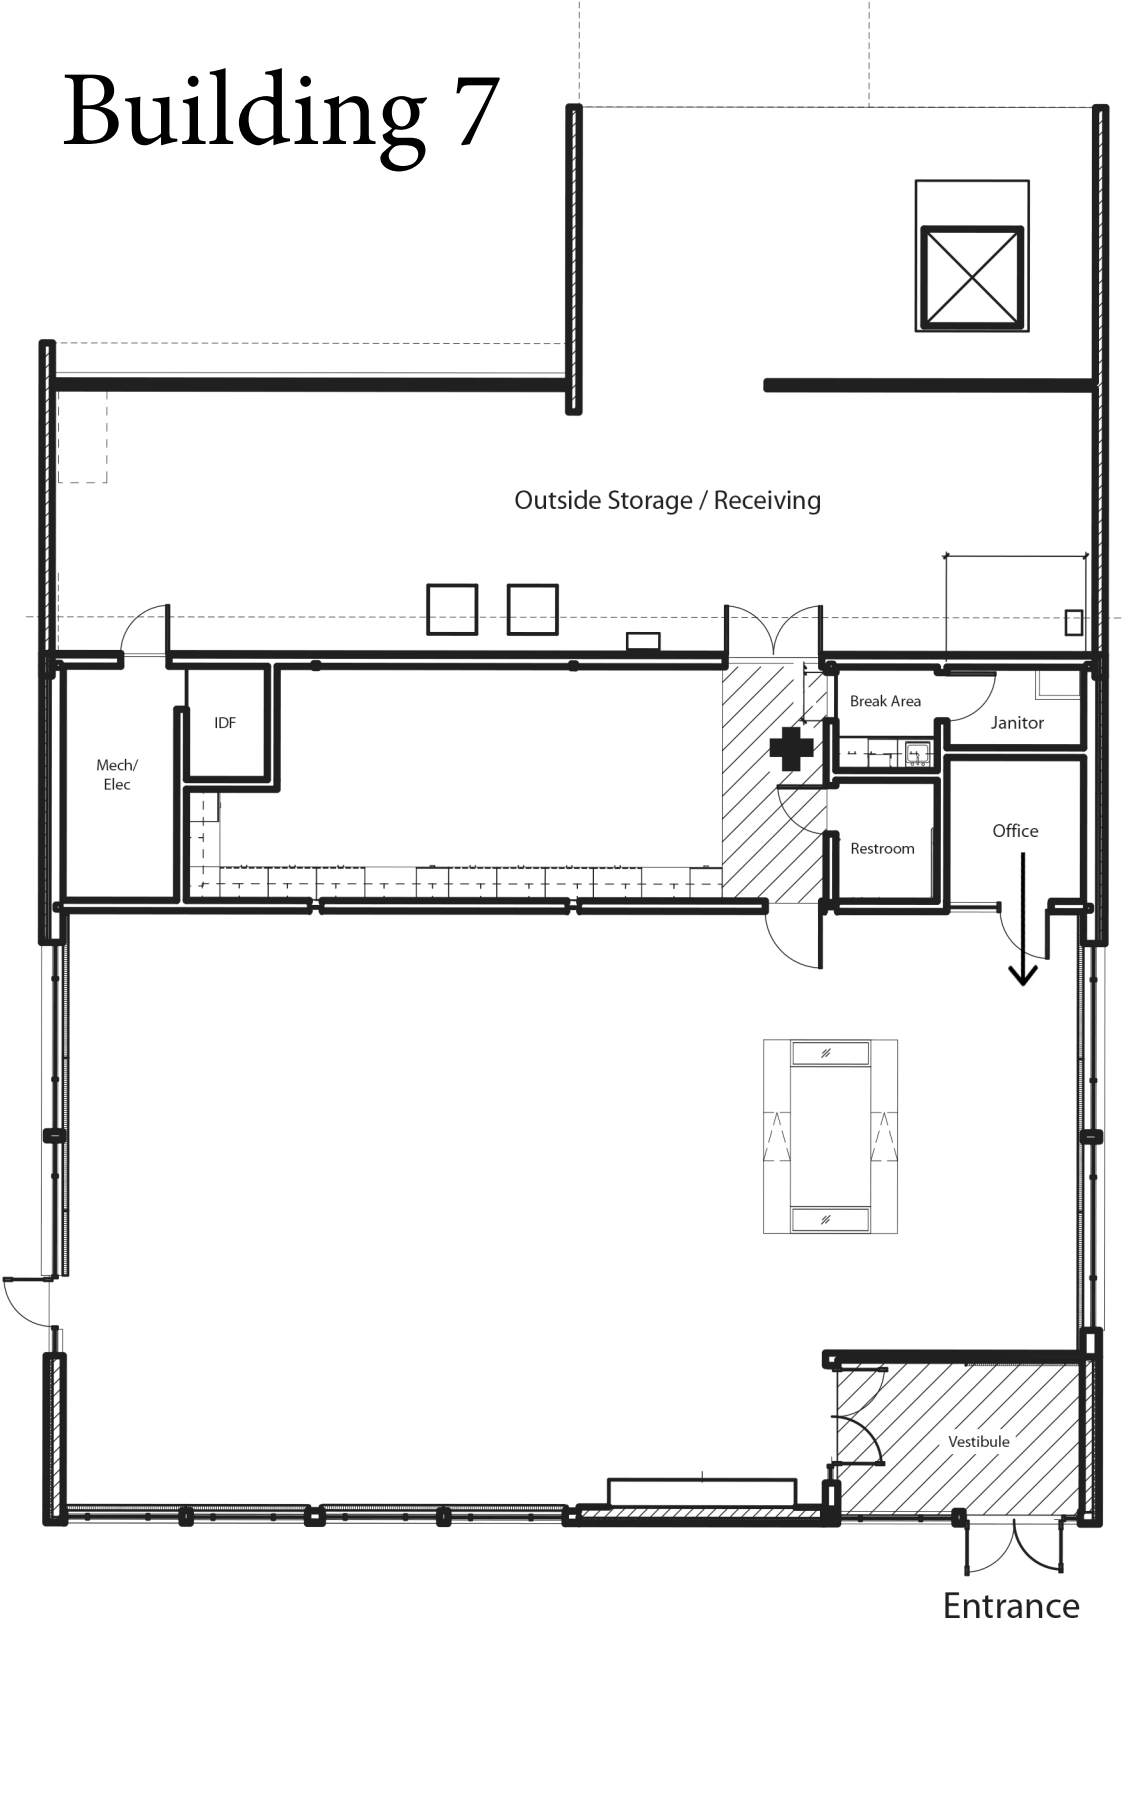 Building 7
Outside Storage / Receiving
IDF
Break Area
Janitor
Mech/
Elec
Office
Restroom
Vestibule
Entrance